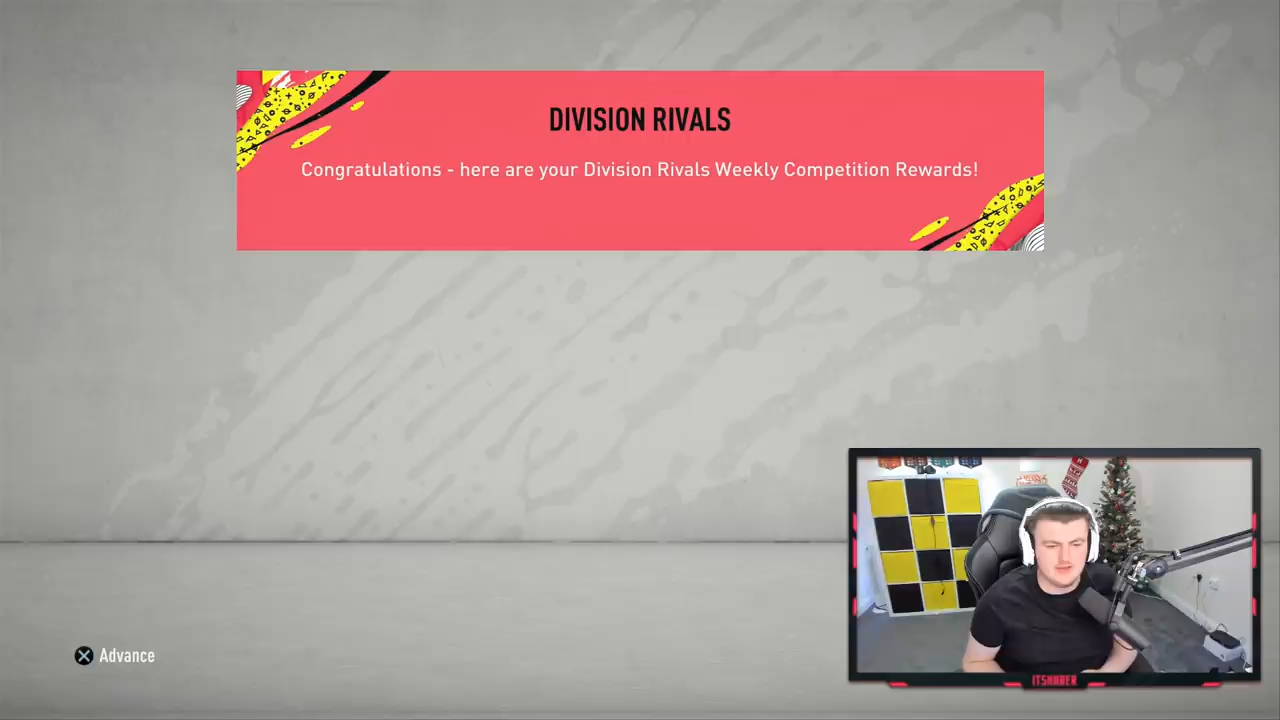 DIVISION RIVALS
Congratulations - here are your Division Rivals Weekly Competition Rewards!
Advance